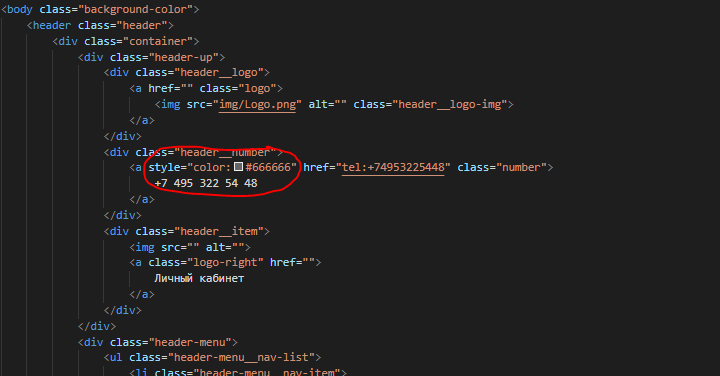 <body class="background-color">
<header class="header">
<div class="container">
<div class="header-up">
<div class="header__logo">
<a href="" class="logo">
<img src="img/Logo.png" alt="" class="header__logo-img">
</a>
</div>
<div class="header__number">
<a style="color:#666666" href="tel:+74953225448" class="number">
+7 495 322 54 48
</a>
</div>
<div class="header__item">
<img src="" alt="">
<a class="logo-right" href="">
Личный кабинет
</a>
</div>
</div>
<div class="header-menu">
<ul class="header-menu__nav-list">
<li class="header-menu__nav-item">